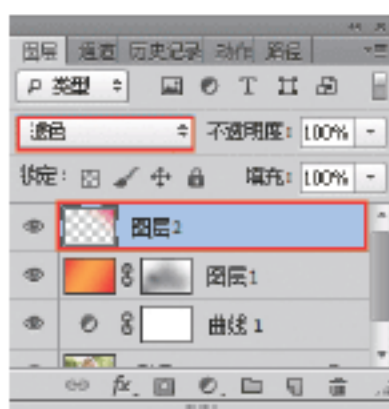 图层 通道 历史记录 动作 路径
类型 T
滤色 不透明度: 100%
锁定: 填充: 100%
图层2
图层1
曲线 1
fx